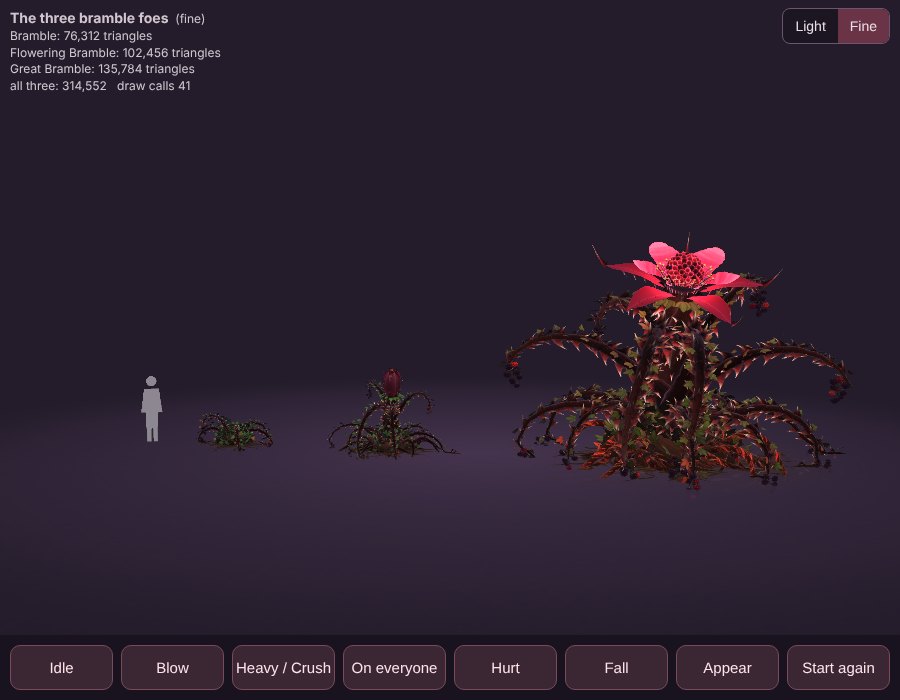 The three bramble foes (fine)
Bramble: 76,312 triangles
Flowering Bramble: 102,456 triangles
Great Bramble: 135,784 triangles
all three: 314,552 draw calls 41
Light Fine
Idle Blow Heavy / Crush On everyone Hurt Fall Appear Start again